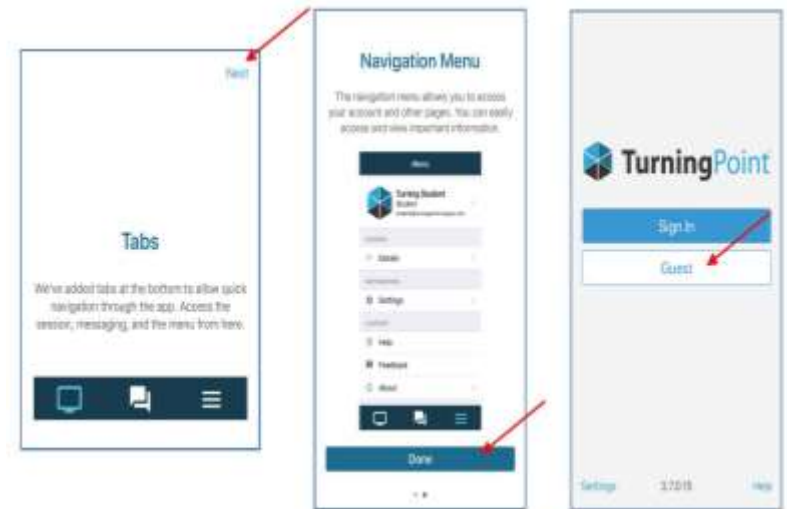 Next
Tabs
We've added tabs at the bottom to allow quick
navigation through the app. Access the
session, messaging, and the menu from here.
Navigation Menu
The navigation menu allows you to access
your account and other pages. You can easily
access and view important information.
Menu
Turning Student
Student
Details
Settings
Help
Feedback
About
Done
TurningPoint
Sign In
Guest
Settings
Help